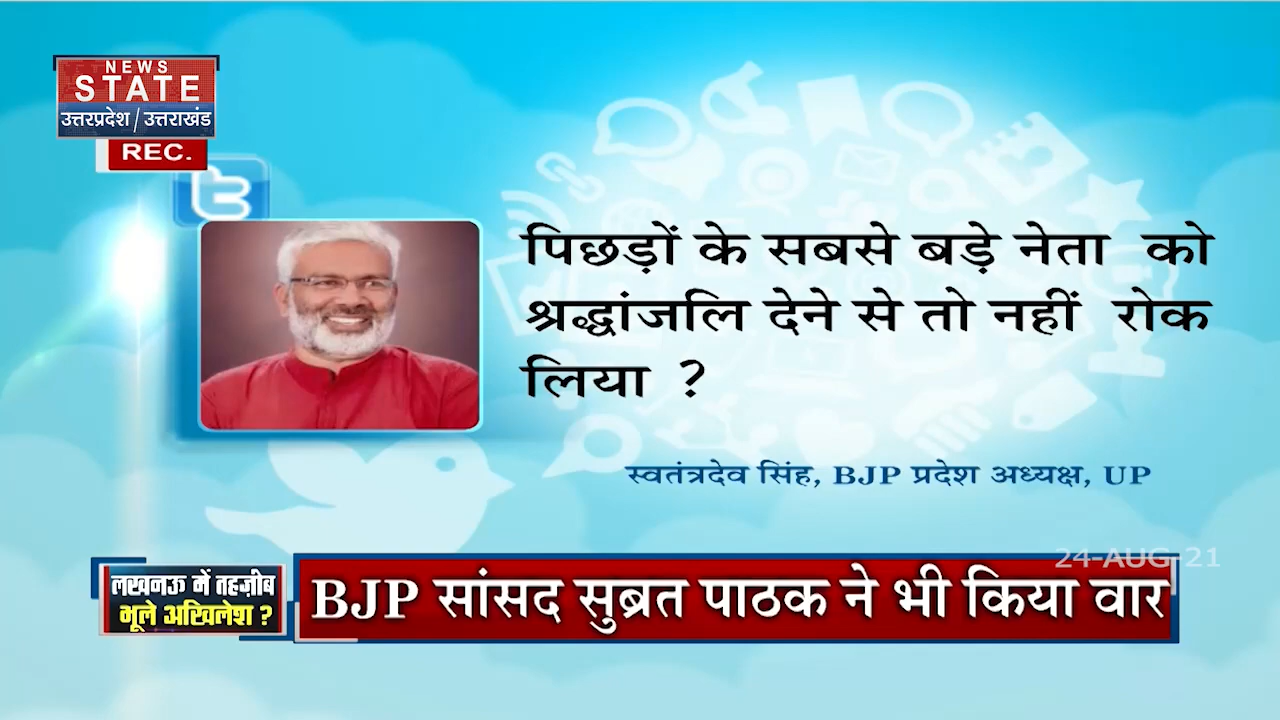 NEWS
STATE
उत्तरप्रदेश/उत्तराखंड
REC.
t
पिछड़ों के सबसे बड़े नेता को
श्रद्धांजलि देने से तो नहीं रोक
लिया ?
स्वतंत्रदेव सिंह, BJP प्रदेश अध्यक्ष, UP
24-AUG-21
लखनऊ में तहज़ीब
भूले अखिलेश ?
BJP सांसद सुब्रत पाठक ने भी किया वार